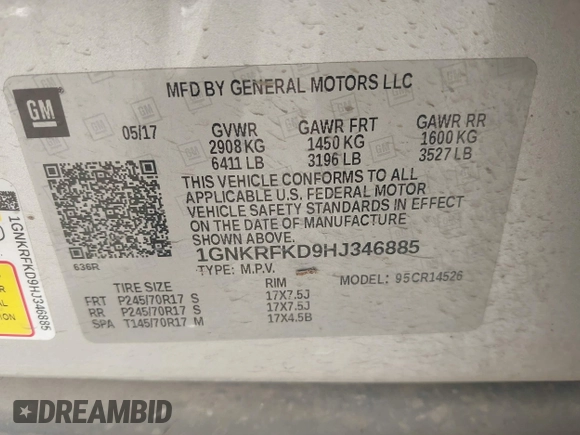 MFD BY GENERAL MOTORS LLC
GM
05/17 GVWR GAWR FRT GAWR RR
2908 KG 1450 KG 1600 KG
6411 LB 3196 LB 3527 LB
THIS VEHICLE CONFORMS TO ALL
APPLICABLE U.S. FEDERAL MOTOR
VEHICLE SAFETY STANDARDS IN EFFECT
ON THE DATE OF MANUFACTURE
SHOWN ABOVE.
636R
1GNKRFKD9HJ346885
TYPE: M.P.V. MODEL: 95CR14526
TIRE SIZE RIM
FRT P245/70R17 S 17X7.5J
RR P245/70R17 S 17X7.5J
SPA T145/70R17 M 17X4.5B
1GNKRFKD9HJ346885
DREAMBID